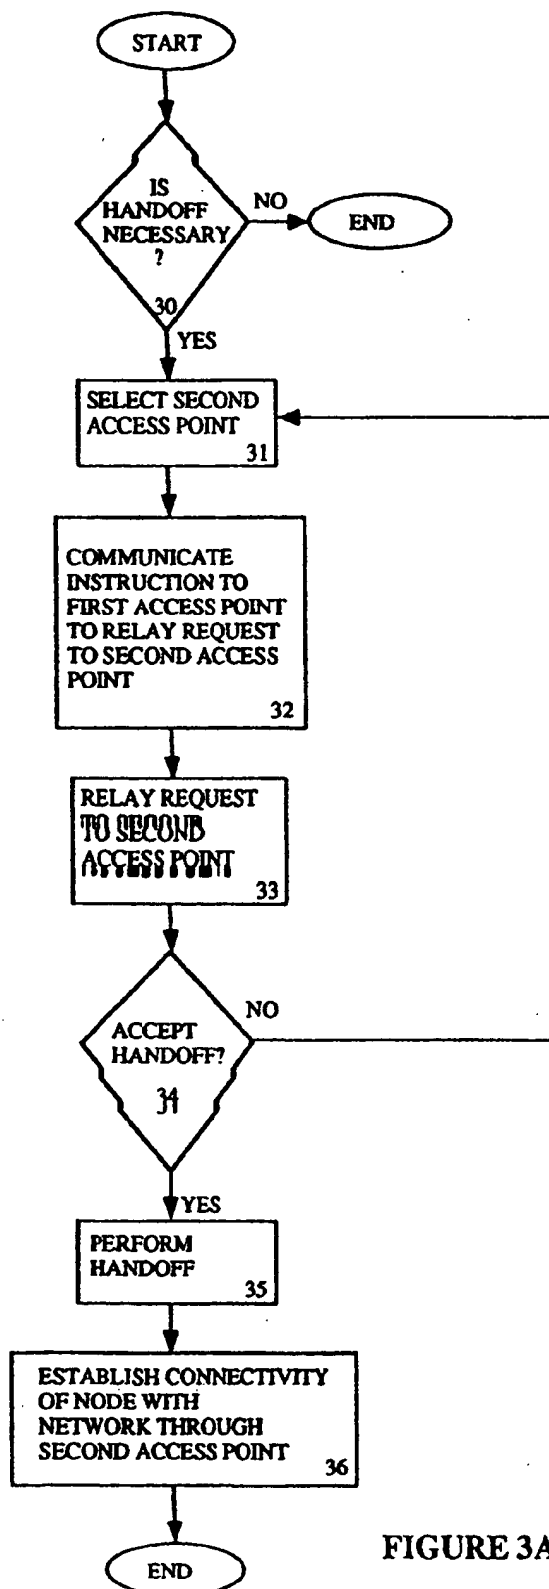 START
IS
HANDOFF
NECESSARY
?
30
NO
END
YES
SELECT SECOND
ACCESS POINT
31
COMMUNICATE
INSTRUCTION TO
FIRST ACCESS POINT
TO RELAY REQUEST
TO SECOND ACCESS
POINT
32
RELAY REQUEST
TO SECOND
ACCESS POINT
33
ACCEPT
HANDOFF?
34
NO
YES
PERFORM
HANDOFF
35
ESTABLISH CONNECTIVITY
OF NODE WITH
NETWORK THROUGH
SECOND ACCESS POINT
36
END
FIGURE 3A